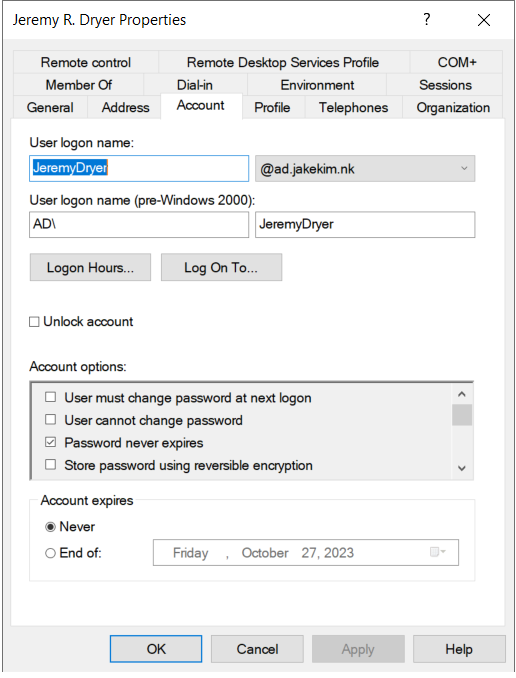 Jeremy R. Dryer Properties ?
Remote control Remote Desktop Services Profile COM+
Member Of Dial-in Environment Sessions
General Address Account Profile Telephones Organization
User logon name:
JeremyDryer @ad.jakekim.nk
User logon name (pre-Windows 2000):
AD\ JeremyDryer
Logon Hours... Log On To...
Unlock account
Account options:
User must change password at next logon
User cannot change password
Password never expires
Store password using reversible encryption
Account expires
Never
End of: Friday , October 27, 2023
OK Cancel Apply Help